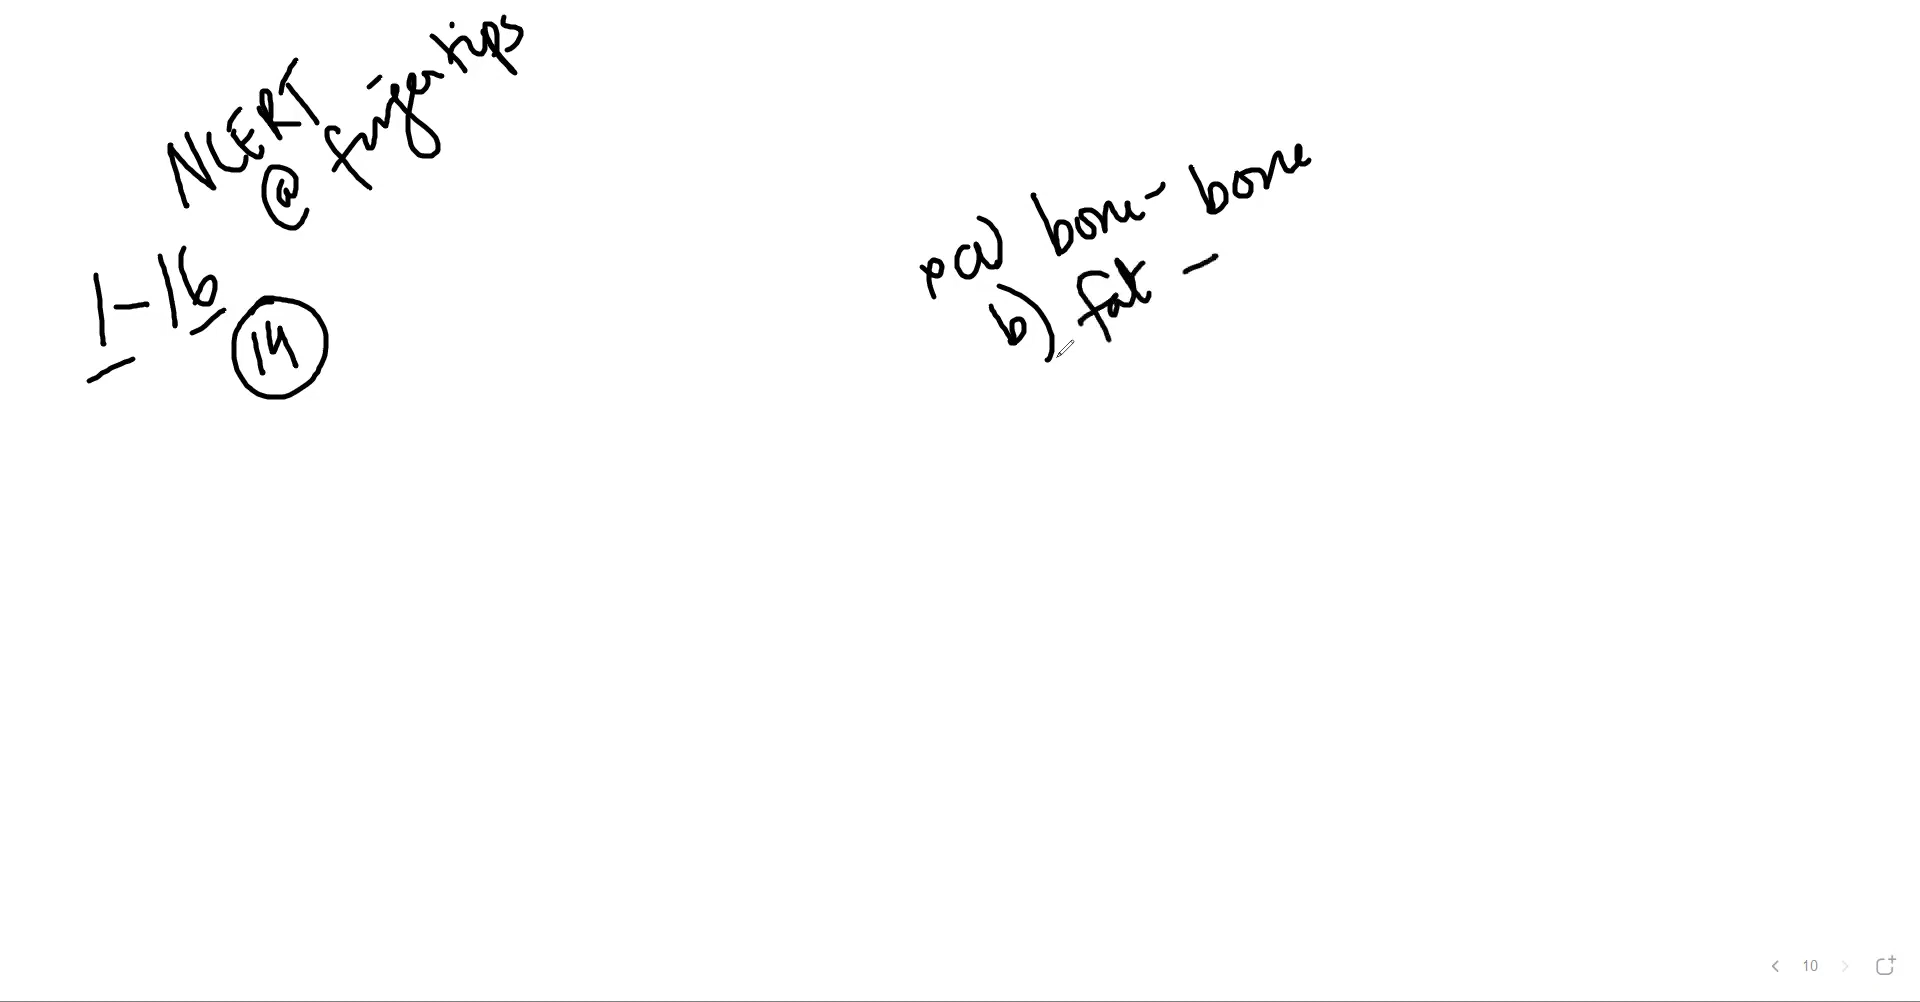 NCERT
@ fingertips
1-16
14
a) bone - bone
b) fat -
10